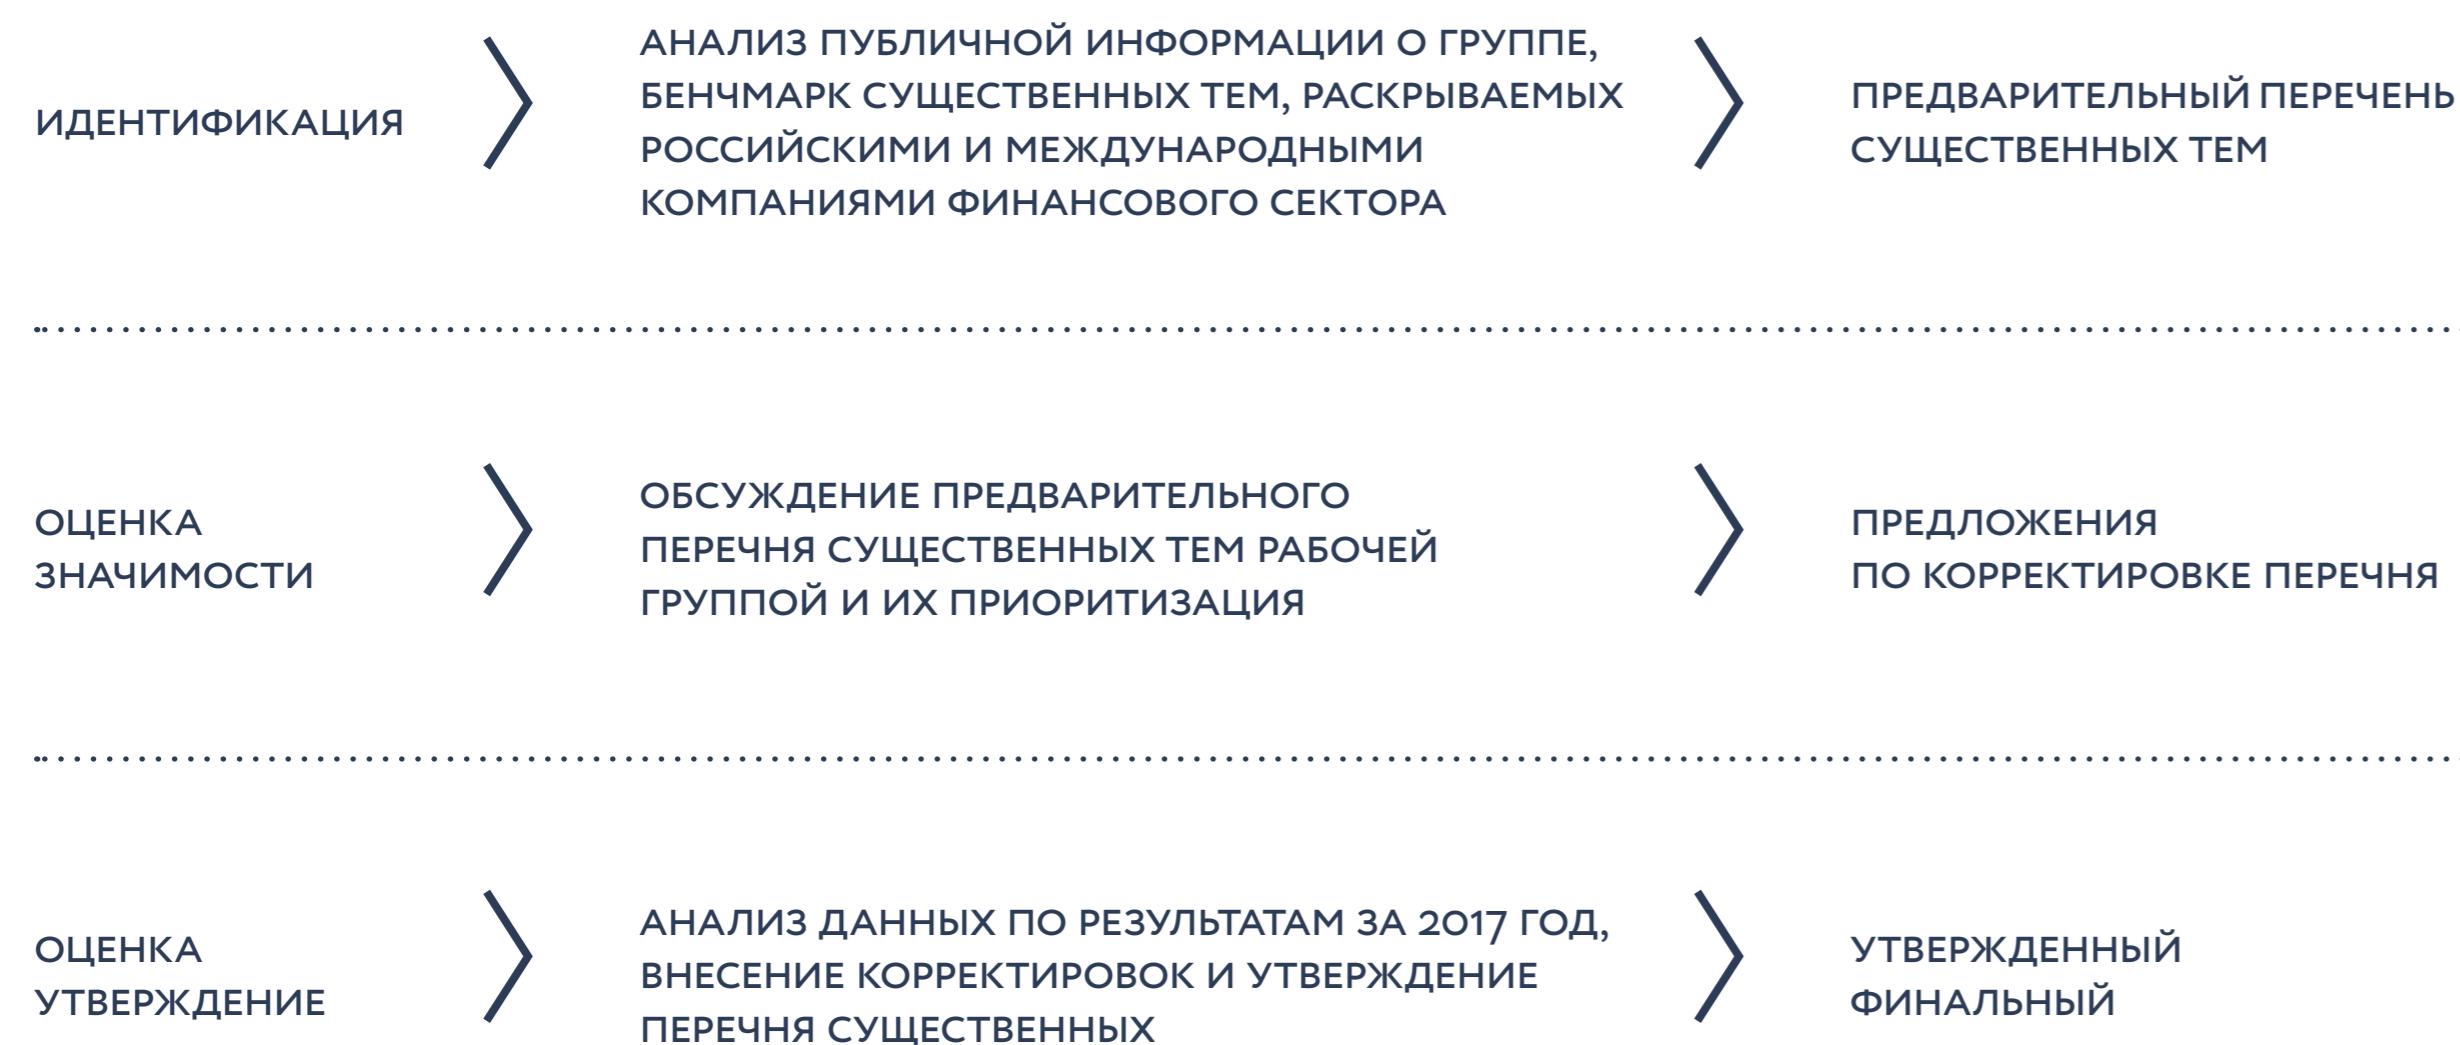 ИДЕНТИФИКАЦИЯ
АНАЛИЗ ПУБЛИЧНОЙ ИНФОРМАЦИИ О ГРУППЕ,
БЕНЧМАРК СУЩЕСТВЕННЫХ ТЕМ, РАСКРЫВАЕМЫХ
РОССИЙСКИМИ И МЕЖДУНАРОДНЫМИ
КОМПАНИЯМИ ФИНАНСОВОГО СЕКТОРА
ПРЕДВАРИТЕЛЬНЫЙ ПЕРЕЧЕНЬ
СУЩЕСТВЕННЫХ ТЕМ
ОЦЕНКА
ЗНАЧИМОСТИ
ОБСУЖДЕНИЕ ПРЕДВАРИТЕЛЬНОГО
ПЕРЕЧНЯ СУЩЕСТВЕННЫХ ТЕМ РАБОЧЕЙ
ГРУППОЙ И ИХ ПРИОРИТИЗАЦИЯ
ПРЕДЛОЖЕНИЯ
ПО КОРРЕКТИРОВКЕ ПЕРЕЧНЯ
ОЦЕНКА
УТВЕРЖДЕНИЕ
АНАЛИЗ ДАННЫХ ПО РЕЗУЛЬТАТАМ ЗА 2017 ГОД,
ВНЕСЕНИЕ КОРРЕКТИРОВОК И УТВЕРЖДЕНИЕ
ПЕРЕЧНЯ СУЩЕСТВЕННЫХ
УТВЕРЖДЕННЫЙ
ФИНАЛЬНЫЙ